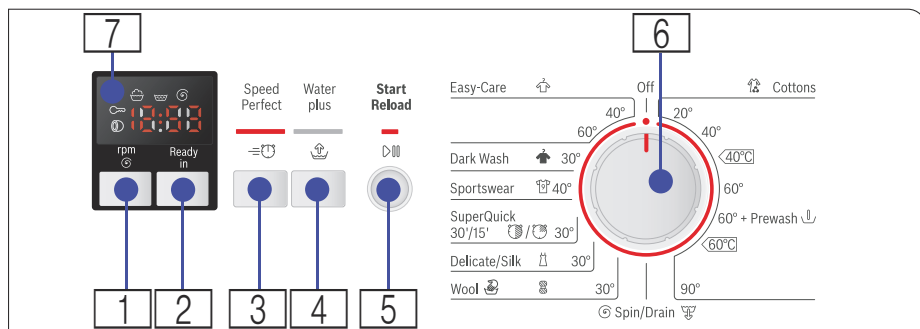 7
6
18:88
rpm
Ready
in
Speed
Perfect
Water
plus
Start
Reload
1
2
3
4
5
Easy-Care
40°
60°
Dark Wash 30°
Sportswear 40°
SuperQuick
30'/15' 30°
Delicate/Silk 30°
Wool 30°
Off
Cottons
20°
40°
40°C
60°
60° + Prewash
60°C
90°
Spin/Drain